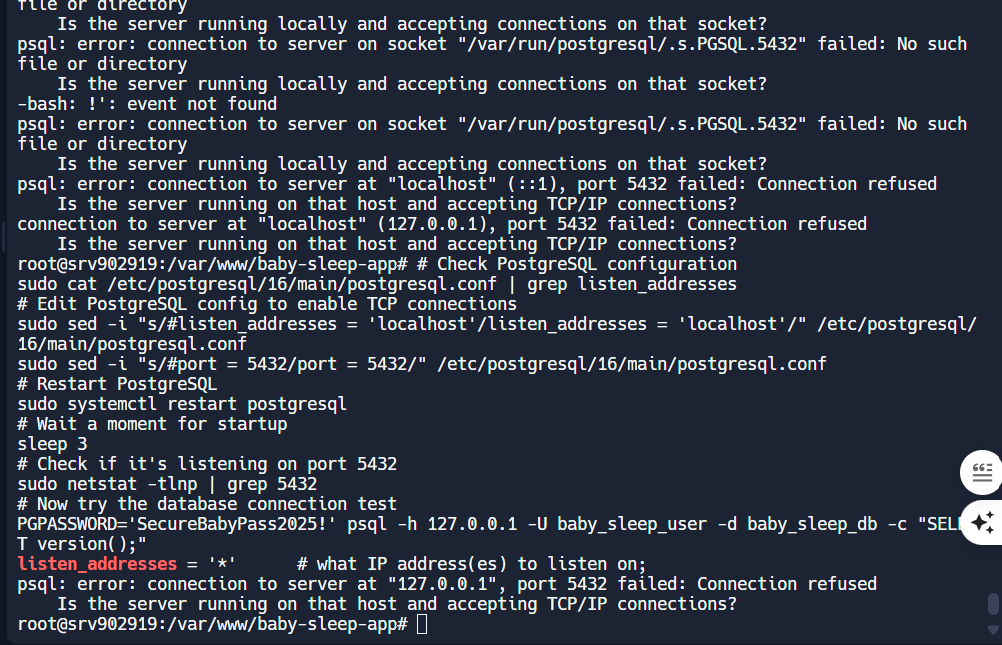 file or directory
    Is the server running locally and accepting connections on that socket?
psql: error: connection to server on socket "/var/run/postgresql/.s.PGSQL.5432" failed: No such
file or directory
    Is the server running locally and accepting connections on that socket?
-bash: !': event not found
psql: error: connection to server on socket "/var/run/postgresql/.s.PGSQL.5432" failed: No such
file or directory
    Is the server running locally and accepting connections on that socket?
psql: error: connection to server at "localhost" (::1), port 5432 failed: Connection refused
    Is the server running on that host and accepting TCP/IP connections?
connection to server at "localhost" (127.0.0.1), port 5432 failed: Connection refused
    Is the server running on that host and accepting TCP/IP connections?
root@srv902919:/var/www/baby-sleep-app# # Check PostgreSQL configuration
sudo cat /etc/postgresql/16/main/postgresql.conf | grep listen_addresses
# Edit PostgreSQL config to enable TCP connections
sudo sed -i "s/#listen_addresses = 'localhost'/listen_addresses = 'localhost'/" /etc/postgresql/
16/main/postgresql.conf
sudo sed -i "s/#port = 5432/port = 5432/" /etc/postgresql/16/main/postgresql.conf
# Restart PostgreSQL
sudo systemctl restart postgresql
# Wait a moment for startup
sleep 3
# Check if it's listening on port 5432
sudo netstat -tlnp | grep 5432
# Now try the database connection test
PGPASSWORD='SecureBabyPass2025!' psql -h 127.0.0.1 -U baby_sleep_user -d baby_sleep_db -c "SELE
T version();"
listen_addresses = '*'      # what IP address(es) to listen on;
psql: error: connection to server at "127.0.0.1", port 5432 failed: Connection refused
    Is the server running on that host and accepting TCP/IP connections?
root@srv902919:/var/www/baby-sleep-app#